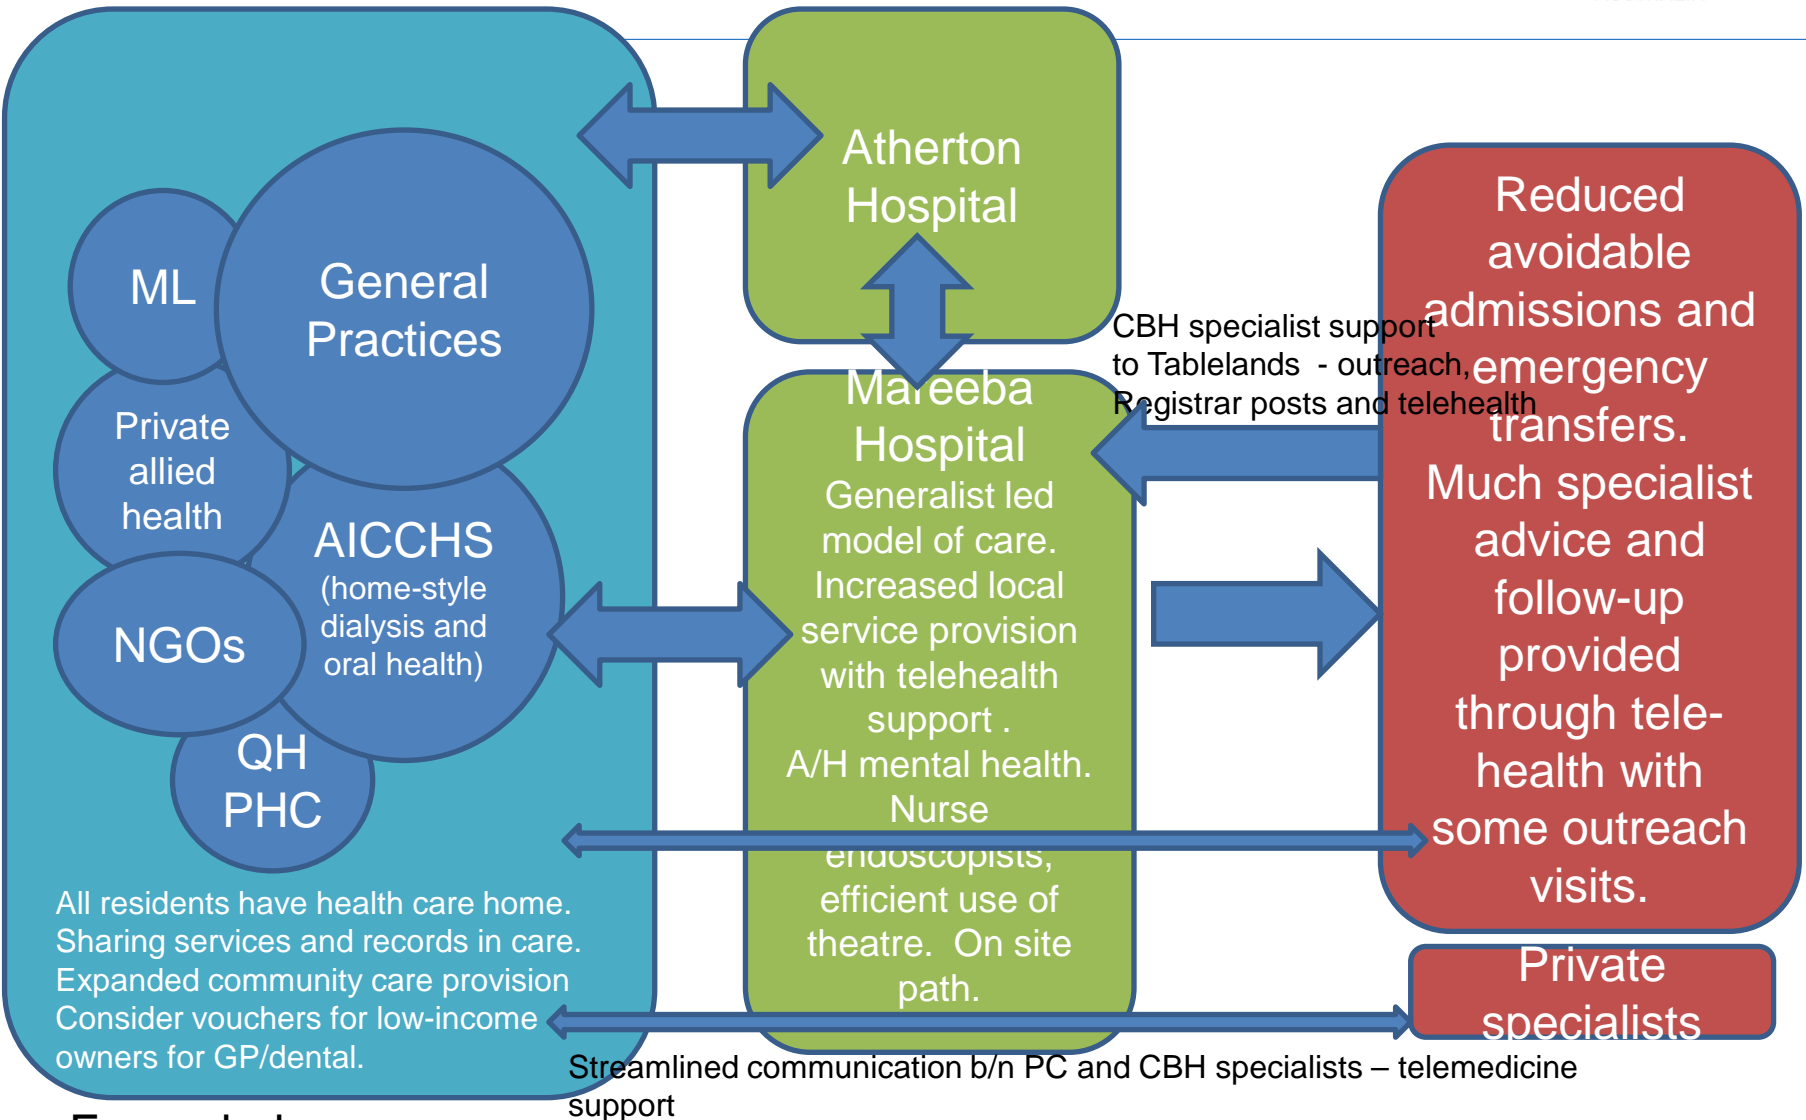 ML
General
Practices
Private
allied
health
AICCHS
(home-style
dialysis and
oral health)
NGOs
QH
PHC
All residents have health care home.
Sharing services and records in care.
Expanded community care provision
Consider vouchers for low-income
owners for GP/dental.
Atherton
Hospital
Mareeba
Hospital
Generalist led
model of care.
Increased local
service provision
with telehealth
support .
A/H mental health.
Nurse
endoscopists,
efficient use of
theatre. On site
path.
CBH specialist support
to Tablelands - outreach,
Registrar posts and telehealth
Reduced
avoidable
admissions and
emergency
transfers.
Much specialist
advice and
follow-up
provided
through tele-
health with
some outreach
visits.
Private
specialists
Streamlined communication b/n PC and CBH specialists – telemedicine
support